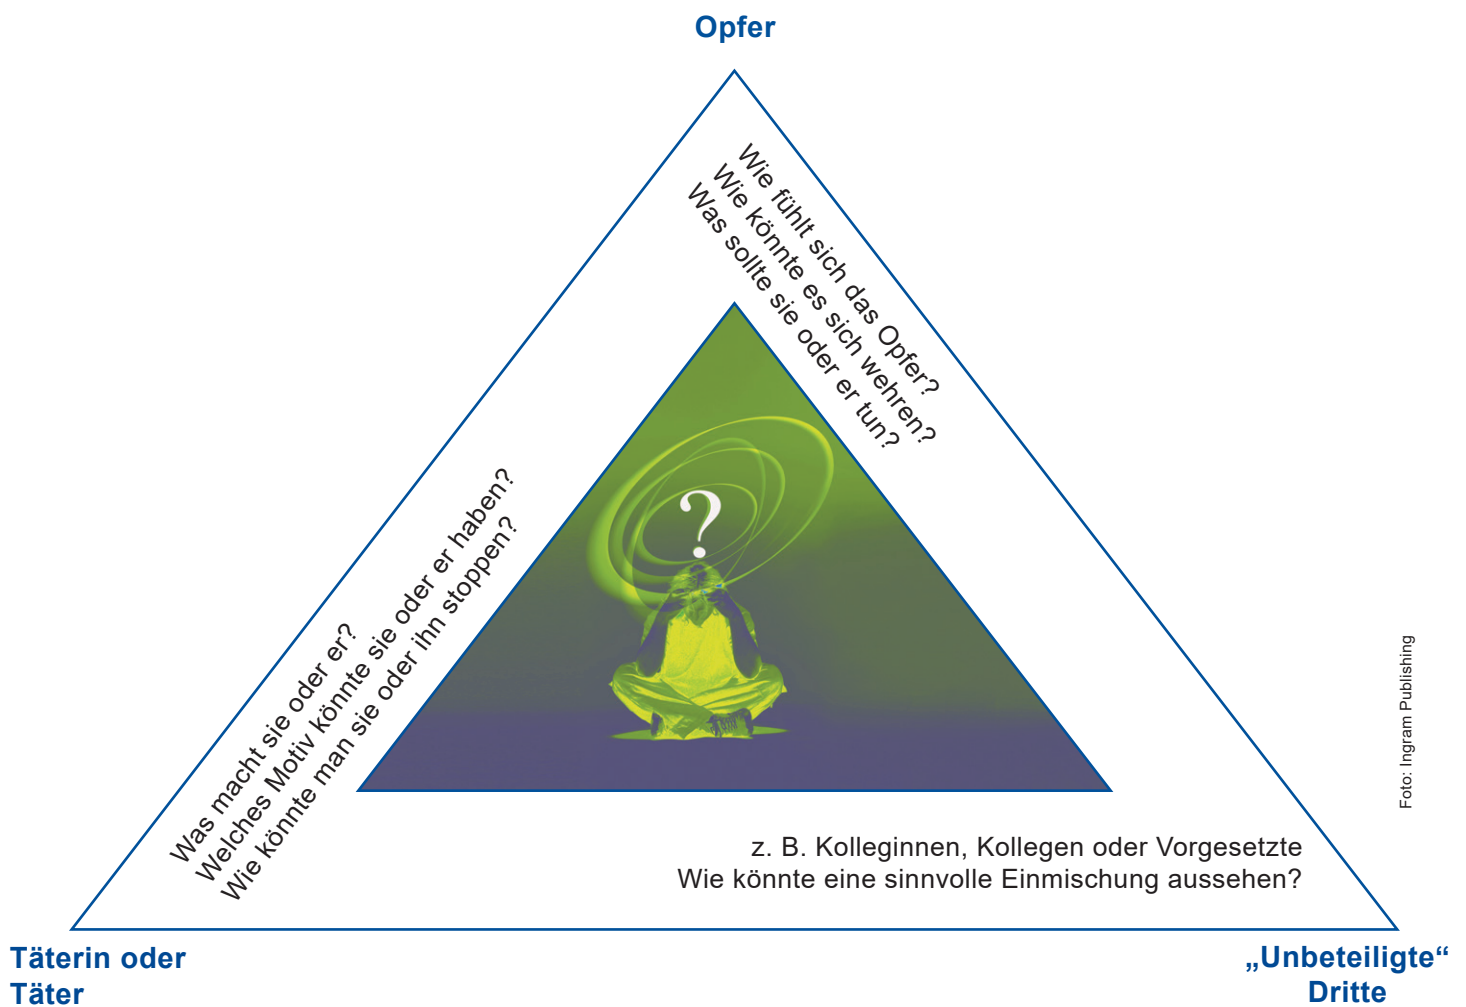 Opfer
Wie fühlt sich das Opfer?
Wie könnte es sich wehren?
Was sollte sie oder er tun?
?
Was macht sie oder er?
Welches Motiv könnte sie oder er haben?
Wie könnte man sie oder ihn stoppen?
z. B. Kolleginnen, Kollegen oder Vorgesetzte
Wie könnte eine sinnvolle Einmischung aussehen?
Foto: Ingram Publishing
Täterin oder
Täter
„Unbeteiligte“
Dritte